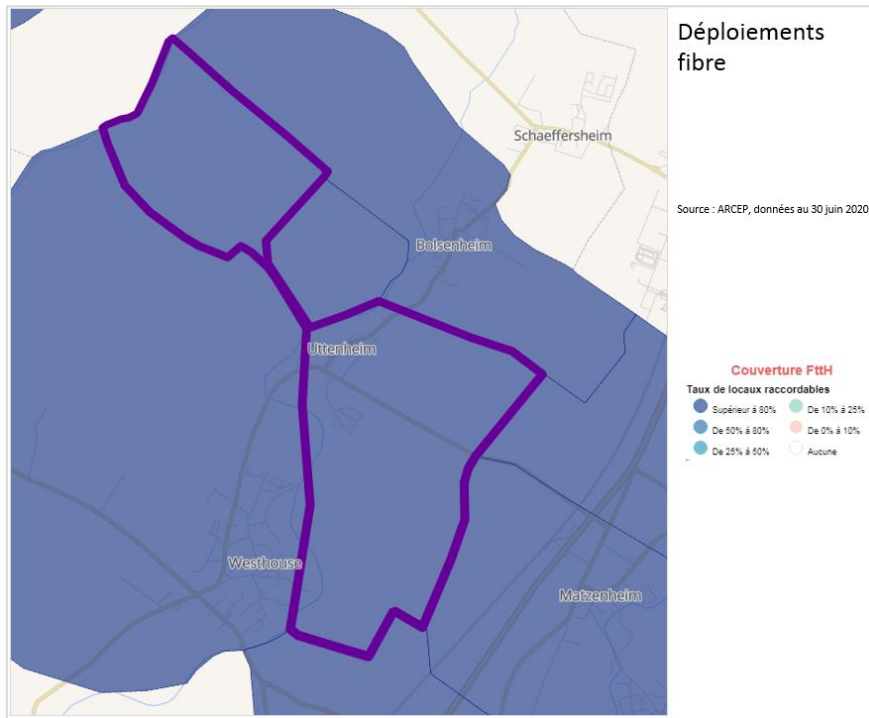 Déploiements
fibre
Schaeffersheim
Source : ARCEP, données au 30 juin 2020
Bolsenheim
Uttenheim
Couverture FttH
Taux de locaux raccordables
Supérieur à 80%
De 10% à 25%
De 50% à 80%
De 0% à 10%
De 25% à 50%
Aucune
Westhouse
Matzenheim